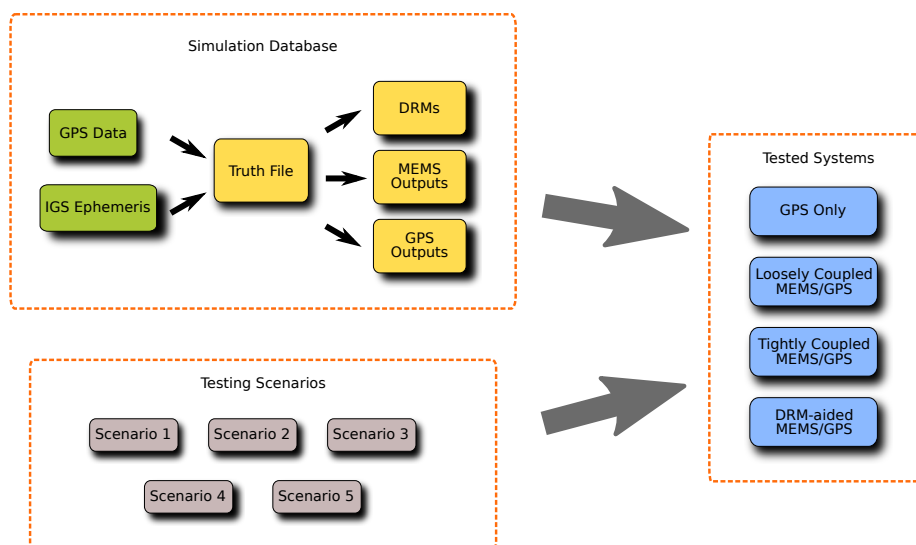 Simulation Database
GPS Data
IGS Ephemeris
Truth File
DRMs
MEMS
Outputs
GPS
Outputs
Testing Scenarios
Scenario 1
Scenario 2
Scenario 3
Scenario 4
Scenario 5
Tested Systems
GPS Only
Loosely Coupled
MEMS/GPS
Tightly Coupled
MEMS/GPS
DRM-aided
MEMS/GPS